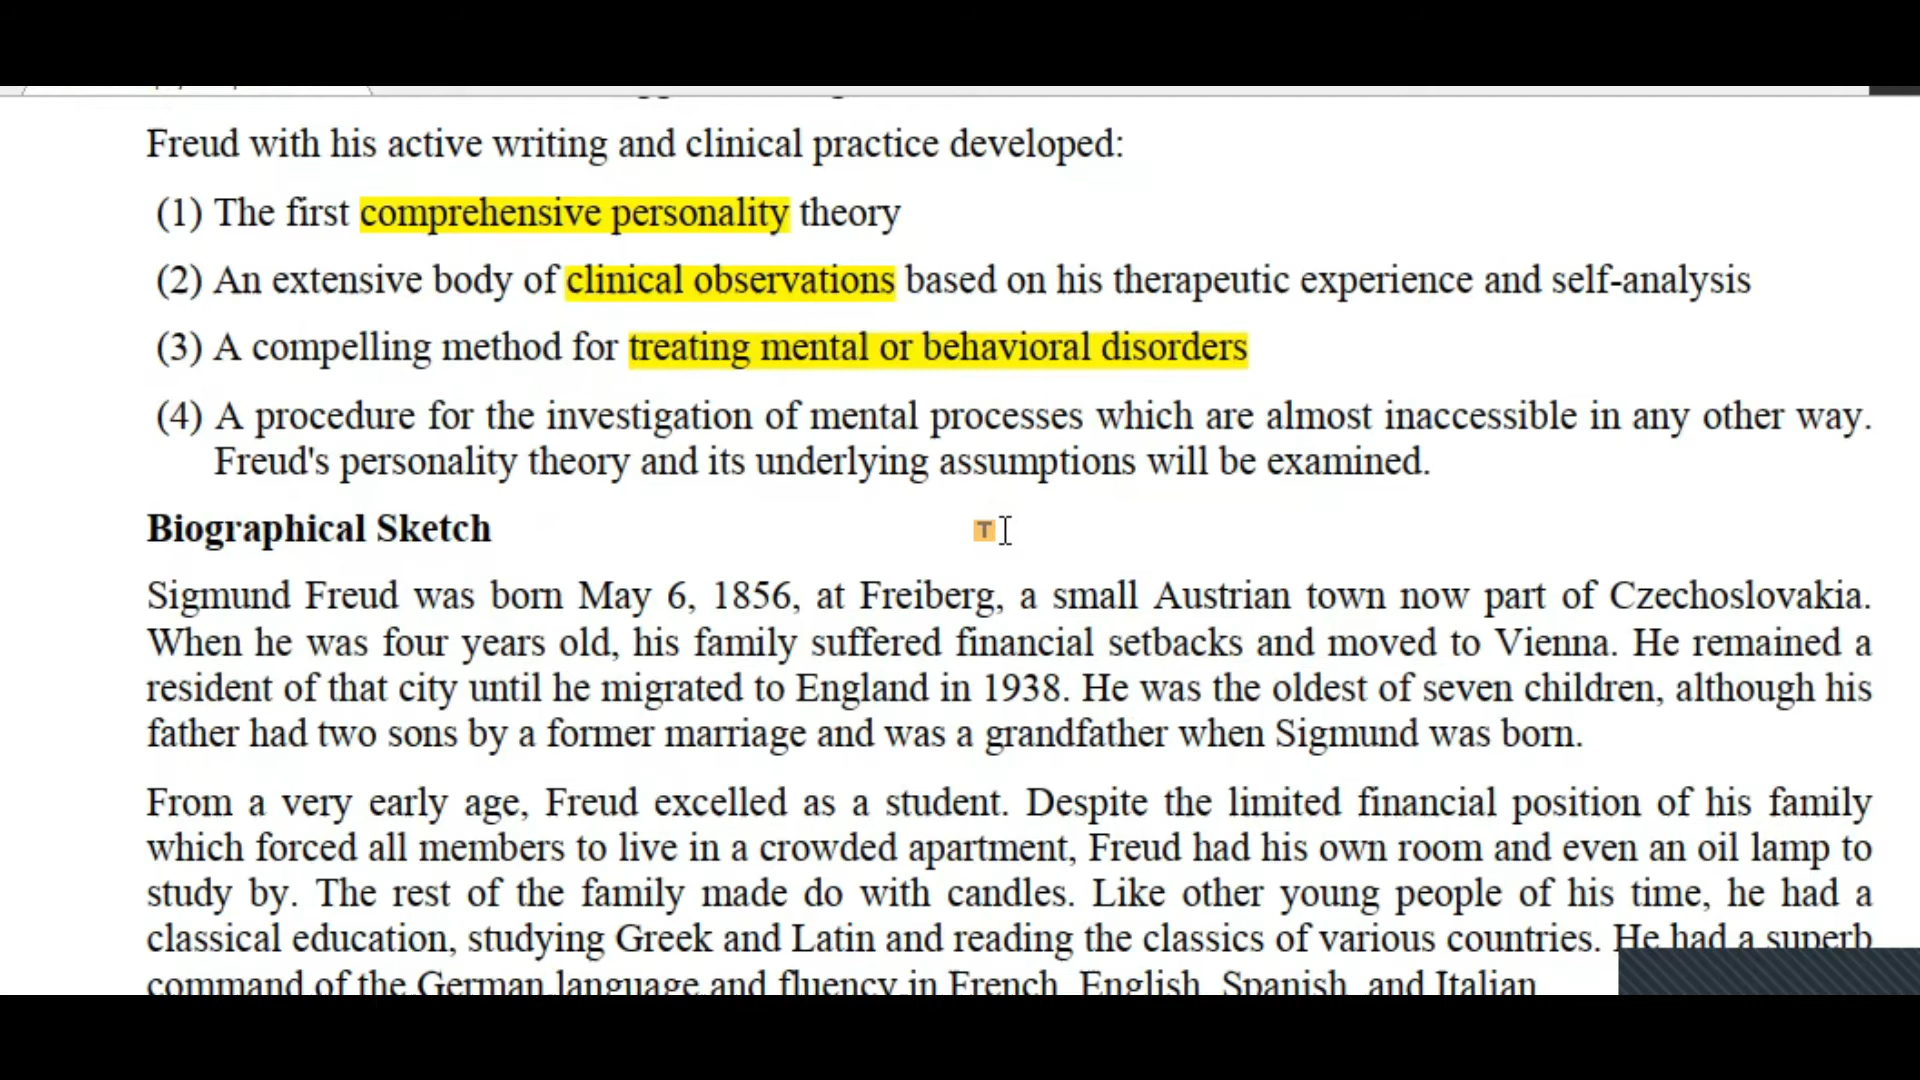 Freud with his active writing and clinical practice developed:
(1) The first comprehensive personality theory
(2) An extensive body of clinical observations based on his therapeutic experience and self-analysis
(3) A compelling method for treating mental or behavioral disorders
(4) A procedure for the investigation of mental processes which are almost inaccessible in any other way.
Freud's personality theory and its underlying assumptions will be examined.
Biographical Sketch
T
Sigmund Freud was born May 6, 1856, at Freiberg, a small Austrian town now part of Czechoslovakia.
When he was four years old, his family suffered financial setbacks and moved to Vienna. He remained a
resident of that city until he migrated to England in 1938. He was the oldest of seven children, although his
father had two sons by a former marriage and was a grandfather when Sigmund was born.
From a very early age, Freud excelled as a student. Despite the limited financial position of his family
which forced all members to live in a crowded apartment, Freud had his own room and even an oil lamp to
study by. The rest of the family made do with candles. Like other young people of his time, he had a
classical education, studying Greek and Latin and reading the classics of various countries. He had a superb
command of the German language and fluency in French, English, Spanish, and Italian